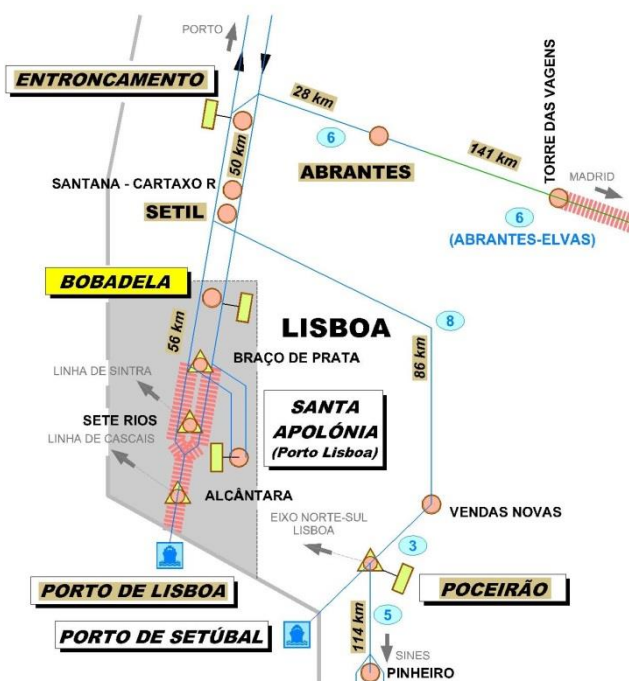 PORTO
ENTRONCAMENTO
28 km
6
50 km
ABRANTES
141 km
TORRE DAS VAGENS
MADRID
SANTANA - CARTAXO R
SETIL
6
(ABRANTES-ELVAS)
BOBADELA
8
LISBOA
56 km
86 km
BRAÇO DE PRATA
LINHA DE SINTRA
SANTA
APOLÓNIA
(Porto Lisboa)
SETE RIOS
LINHA DE CASCAIS
ALCÂNTARA
VENDAS NOVAS
EIXO NORTE-SUL
LISBOA
3
PORTO DE LISBOA
POCEIRÃO
5
114 km
PORTO DE SETÚBAL
SINES
PINHEIRO